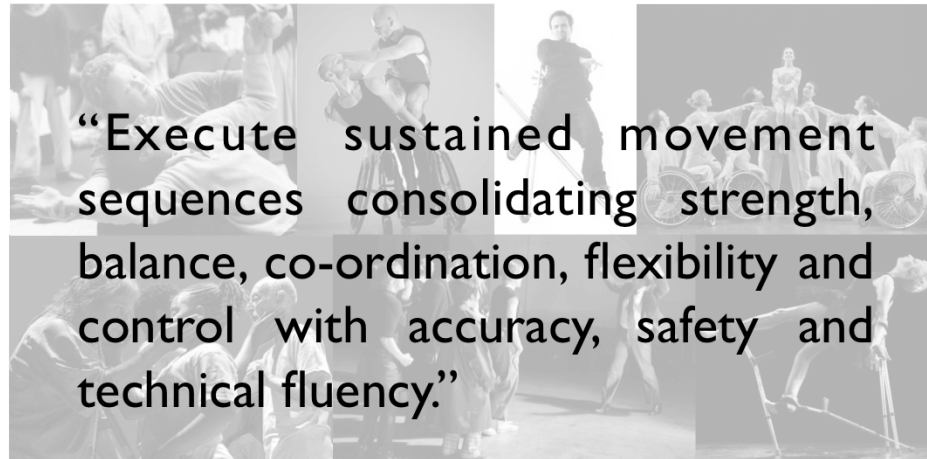 “Execute sustained movement
sequences consolidating strength,
balance, co-ordination, flexibility and
control with accuracy, safety and
technical fluency.”